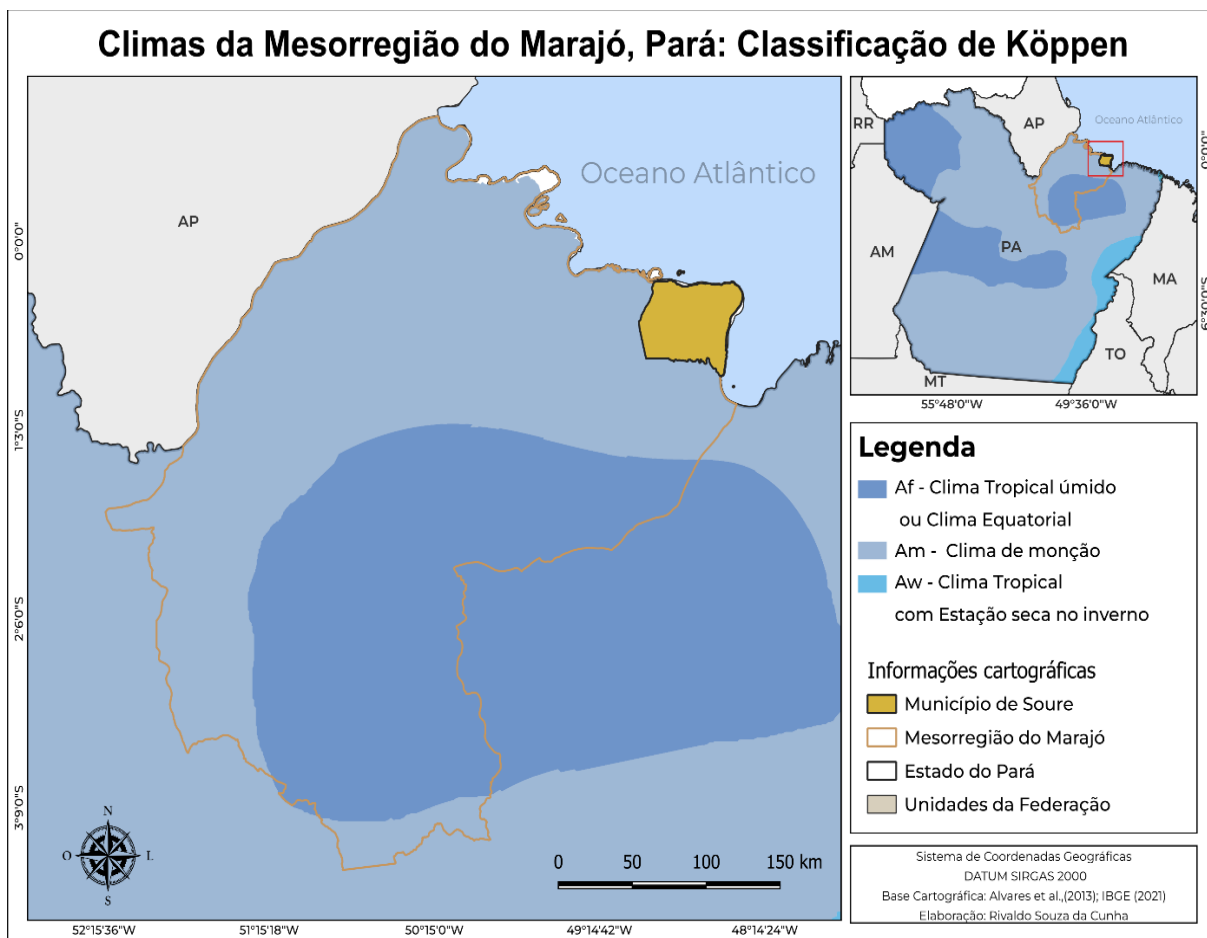 Climas da Mesorregião do Marajó, Pará: Classificação de Köppen
AP
Oceano Atlântico
0°0'0"
1°3'0"S
2°6'0"S
3°9'0"S
52°15'36"W
51°15'18"W
50°15'0"W
49°14'42"W
48°14'24"W
N
O
L
S
0
50
100
150 km
RR
AP
Oceano Atlântico
AM
PA
MA
TO
MT
0°0'0"
6°30'0"S
55°48'0"W
49°36'0"W
Legenda
Af - Clima Tropical úmido
ou Clima Equatorial
Am - Clima de monção
Aw - Clima Tropical
com Estação seca no inverno
Informações cartográficas
Município de Soure
Mesorregião do Marajó
Estado do Pará
Unidades da Federação
Sistema de Coordenadas Geográficas
DATUM SIRGAS 2000
Base Cartográfica: Alvares et al.,(2013); IBGE (2021)
Elaboração: Rivaldo Souza da Cunha